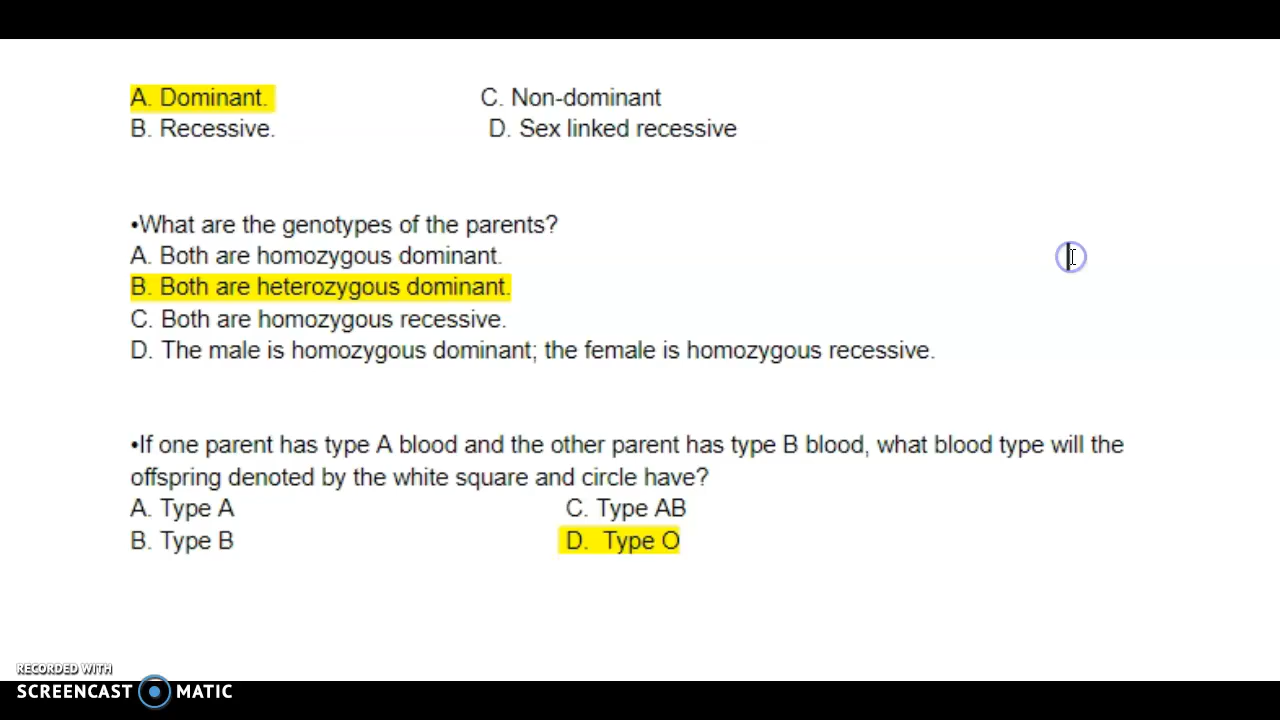 A. Dominant. C. Non-dominant
B. Recessive. D. Sex linked recessive
•What are the genotypes of the parents?
A. Both are homozygous dominant.
B. Both are heterozygous dominant.
C. Both are homozygous recessive.
D. The male is homozygous dominant; the female is homozygous recessive.
•If one parent has type A blood and the other parent has type B blood, what blood type will the
offspring denoted by the white square and circle have?
A. Type A C. Type AB
B. Type B D. Type O
RECORDED WITH
SCREENCAST MATIC